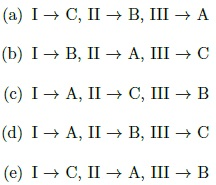 (a) I → C, II → B, III → A
(b) I → B, II → A, III → C
(c) I → A, II → C, III → B
(d) I → A, II → B, III → C
(e) I → C, II → A, III → B